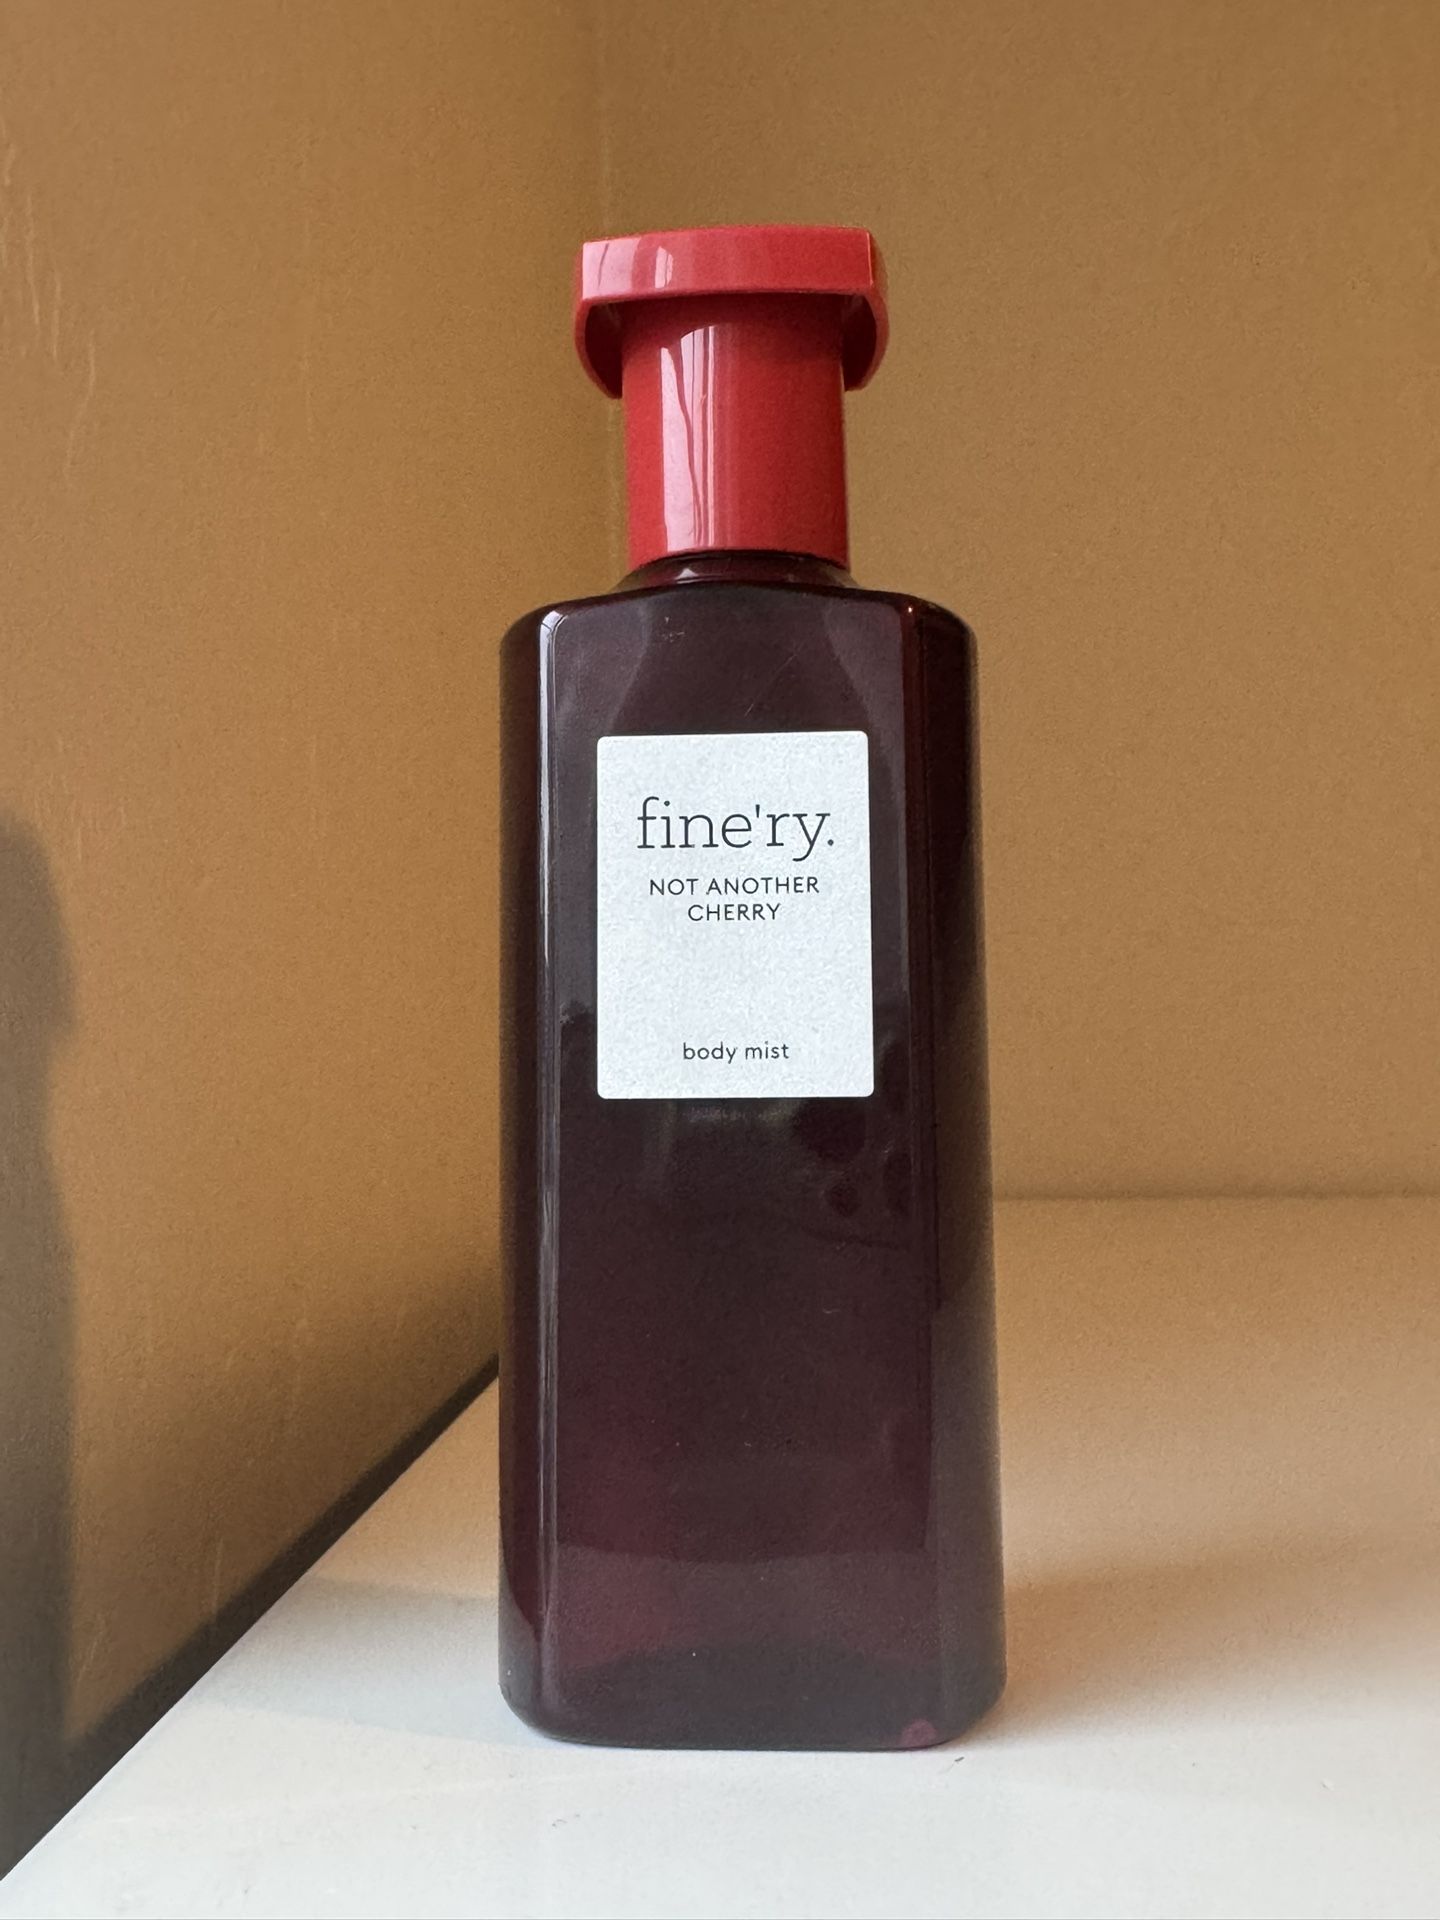 fine'ry.
NOT ANOTHER
CHERRY
body mist